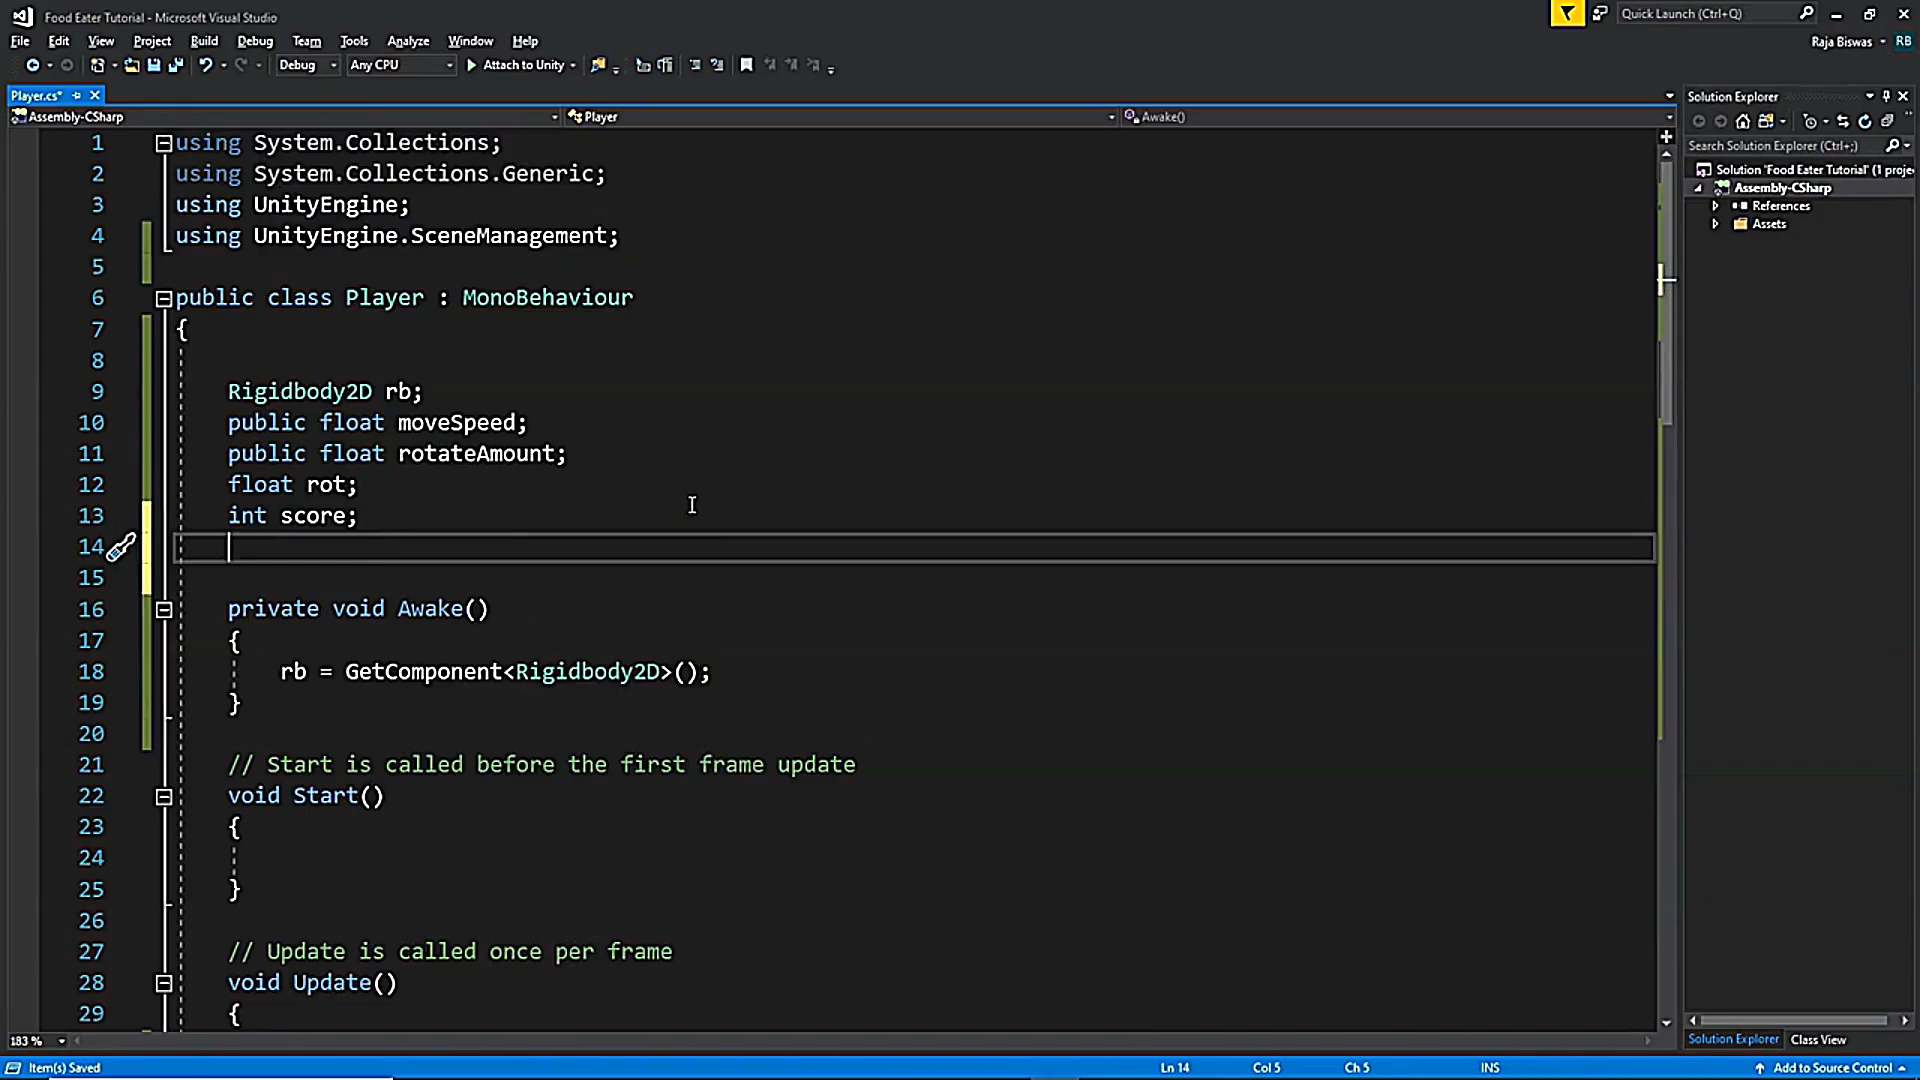 Food Eater Tutorial - Microsoft Visual Studio
Quick Launch (Ctrl+Q)
File Edit View Project Build Debug Team Tools Analyze Window Help
Raja Biswas RB
Debug Any CPU Attach to Unity
Player.cs*
Solution Explorer
Assembly-CSharp Player Awake()
Search Solution Explorer (Ctrl+;)
Solution 'Food Eater Tutorial' (1 proje
Assembly-CSharp
References
Assets
1 using System.Collections;
2 using System.Collections.Generic;
3 using UnityEngine;
4 using UnityEngine.SceneManagement;
5
6 public class Player : MonoBehaviour
7 {
8
9 Rigidbody2D rb;
10 public float moveSpeed;
11 public float rotateAmount;
12 float rot;
13 int score;
14
15
16 private void Awake()
17 {
18 rb = GetComponent<Rigidbody2D>();
19 }
20
21 // Start is called before the first frame update
22 void Start()
23 {
24
25 }
26
27 // Update is called once per frame
28 void Update()
29 {
183 %
Solution Explorer Class View
Item(s) Saved Ln 14 Col 5 Ch 5 INS Add to Source Control